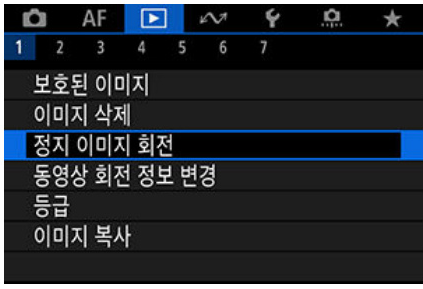 AF
1 2 3 4 5 6 7
보호된 이미지
이미지 삭제
정지 이미지 회전
동영상 회전 정보 변경
등급
이미지 복사